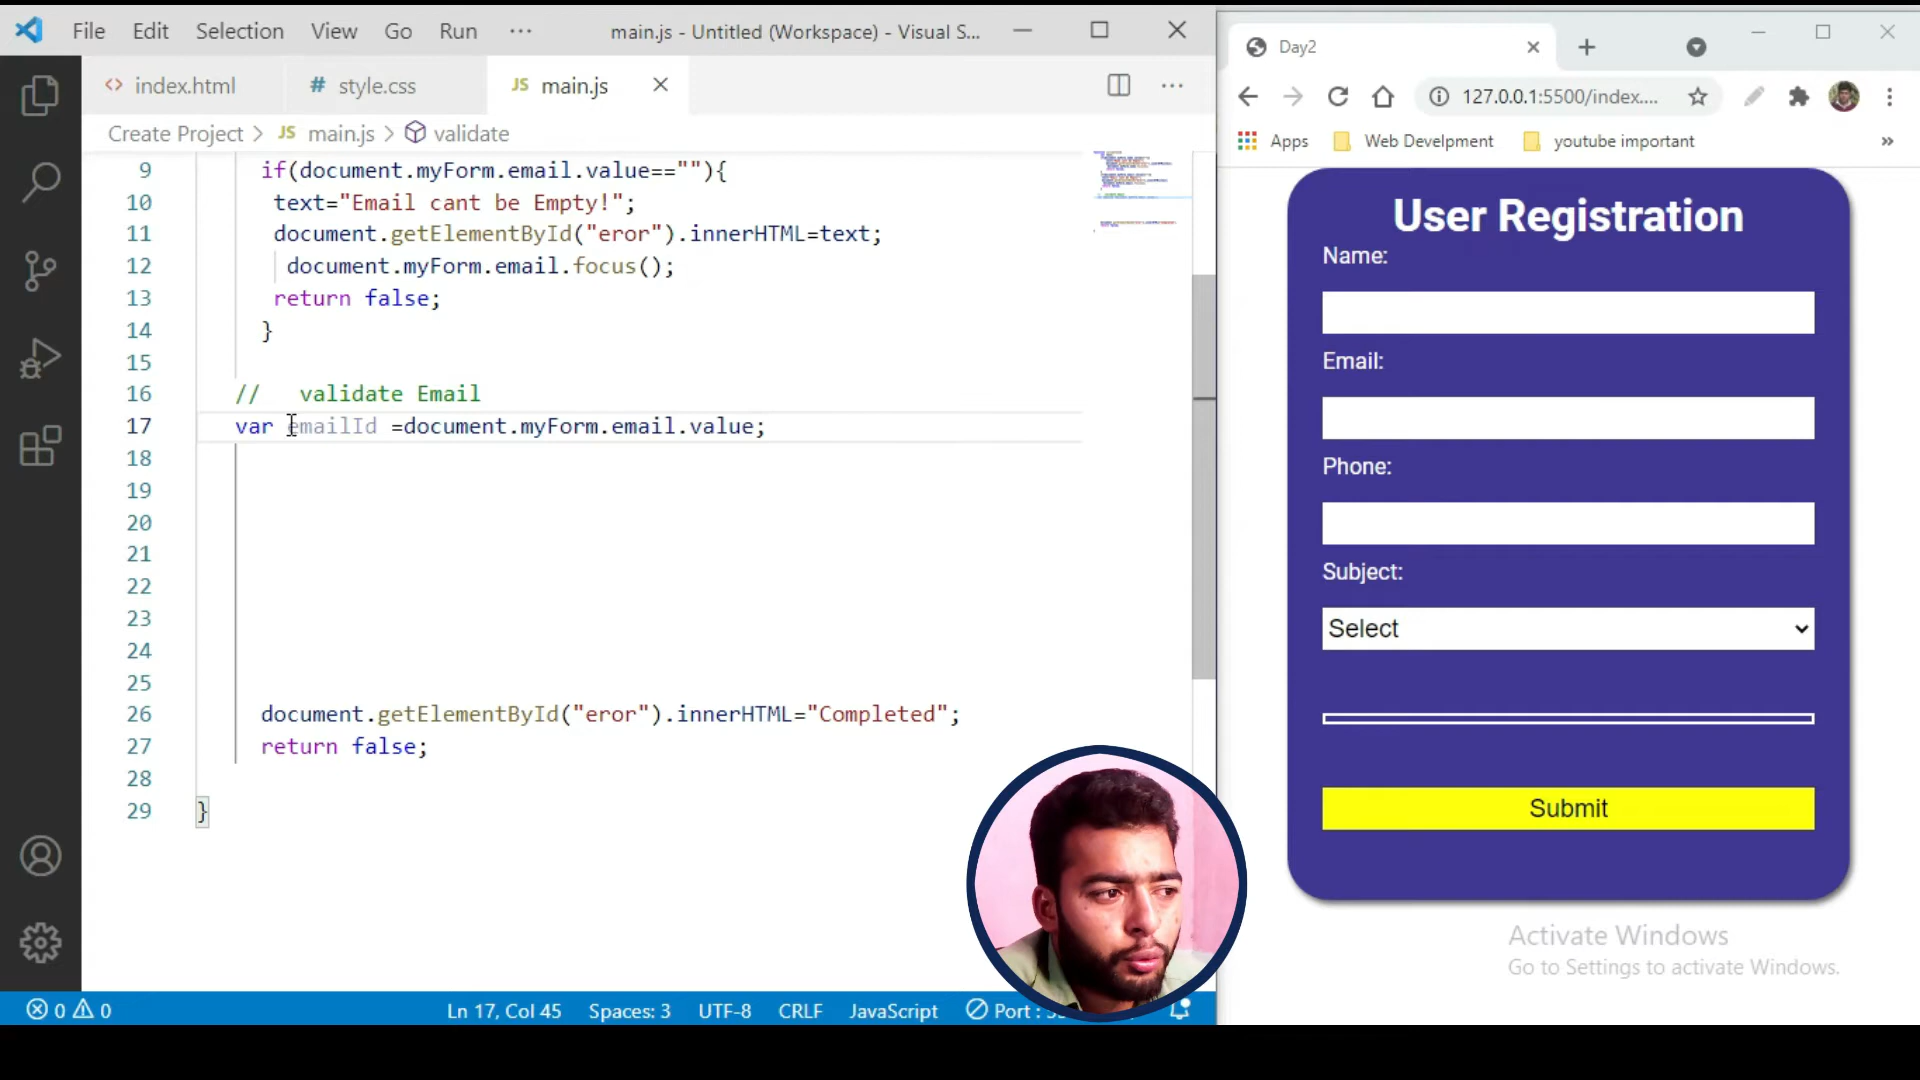 File Edit Selection View Go Run ... main.js - Untitled (Workspace) - Visual S...
<> index.html # style.css JS main.js
Create Project > JS main.js > validate
9 if(document.myForm.email.value==""){
10 text="Email cant be Empty!";
11 document.getElementById("eror").innerHTML=text;
12 document.myForm.email.focus();
13 return false;
14 }
15
16 // validate Email
17 var emailId =document.myForm.email.value;
18
19
20
21
22
23
24
25
26 document.getElementById("eror").innerHTML="Completed";
27 return false;
28
29 }
0 0 Ln 17, Col 45 Spaces: 3 UTF-8 CRLF JavaScript Port :
Day2
127.0.0.1:5500/index....
Apps Web Develpment youtube important »
User Registration
Name:
Email:
Phone:
Subject:
Select
Submit
Activate Windows
Go to Settings to activate Windows.